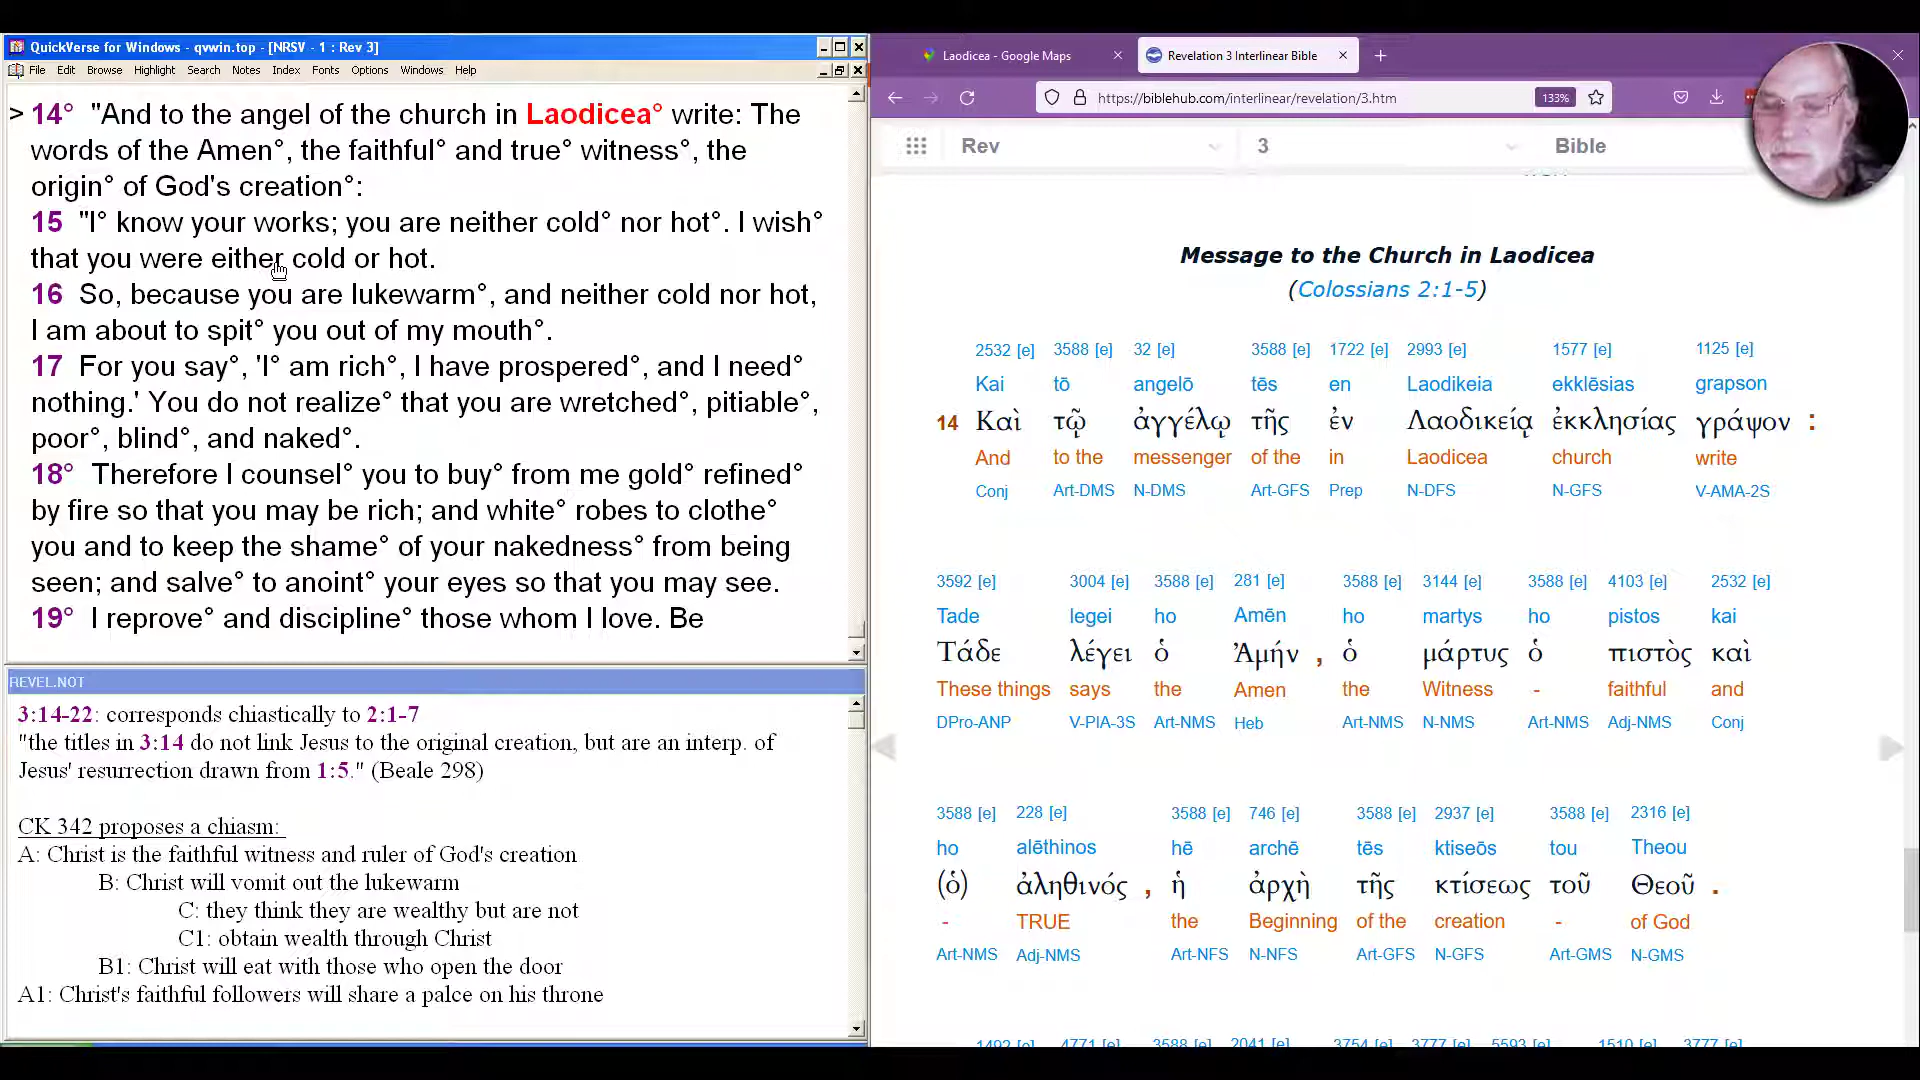 QuickVerse for Windows - qvwin.top - [NRSV - 1 : Rev 3]
File Edit Browse Highlight Search Notes Index Fonts Options Windows Help
> 14° "And to the angel of the church in Laodicea° write: The
words of the Amen°, the faithful° and true° witness°, the
origin° of God's creation°:
15 "I° know your works; you are neither cold° nor hot°. I wish°
that you were either cold or hot.
16 So, because you are lukewarm°, and neither cold nor hot,
I am about to spit° you out of my mouth°.
17 For you say°, 'I° am rich°, I have prospered°, and I need°
nothing.' You do not realize° that you are wretched°, pitiable°,
poor°, blind°, and naked°.
18° Therefore I counsel° you to buy° from me gold° refined°
by fire so that you may be rich; and white° robes to clothe°
you and to keep the shame° of your nakedness° from being
seen; and salve° to anoint° your eyes so that you may see.
19° I reprove° and discipline° those whom I love. Be
REVEL.NOT
3:14-22: corresponds chiastically to 2:1-7
"the titles in 3:14 do not link Jesus to the original creation, but are an interp. of
Jesus' resurrection drawn from 1:5." (Beale 298)
CK 342 proposes a chiasm:
A: Christ is the faithful witness and ruler of God's creation
B: Christ will vomit out the lukewarm
C: they think they are wealthy but are not
C1: obtain wealth through Christ
B1: Christ will eat with those who open the door
A1: Christ's faithful followers will share a palce on his throne
Laodicea - Google Maps
Revelation 3 Interlinear Bible
https://biblehub.com/interlinear/revelation/3.htm 133%
Rev 3 Bible
Message to the Church in Laodicea
(Colossians 2:1-5)
2532 [e] 3588 [e] 32 [e] 3588 [e] 1722 [e] 2993 [e] 1577 [e] 1125 [e]
Kai tō angelō tēs en Laodikeia ekklēsias grapson
14 Καὶ τῷ ἀγγέλῳ τῆς ἐν Λαοδικείᾳ ἐκκλησίας γράψον :
And to the messenger of the in Laodicea church write
Conj Art-DMS N-DMS Art-GFS Prep N-DFS N-GFS V-AMA-2S
3592 [e] 3004 [e] 3588 [e] 281 [e] 3588 [e] 3144 [e] 3588 [e] 4103 [e] 2532 [e]
Tade legei ho Amēn ho martys ho pistos kai
Τάδε λέγει ὁ Ἀμήν , ὁ μάρτυς ὁ πιστὸς καὶ
These things says the Amen the Witness - faithful and
DPro-ANP V-PIA-3S Art-NMS Heb Art-NMS N-NMS Art-NMS Adj-NMS Conj
3588 [e] 228 [e] 3588 [e] 746 [e] 3588 [e] 2937 [e] 3588 [e] 2316 [e]
ho alēthinos hē archē tēs ktiseōs tou Theou
(ὁ) ἀληθινός , ἡ ἀρχὴ τῆς κτίσεως τοῦ Θεοῦ .
- TRUE the Beginning of the creation - of God
Art-NMS Adj-NMS Art-NFS N-NFS Art-GFS N-GFS Art-GMS N-GMS
1492 [e] 4771 [e] 3588 [e] 2041 [e] 3754 [e] 3777 [e] 5593 [e] 1510 [e] 3777 [e]